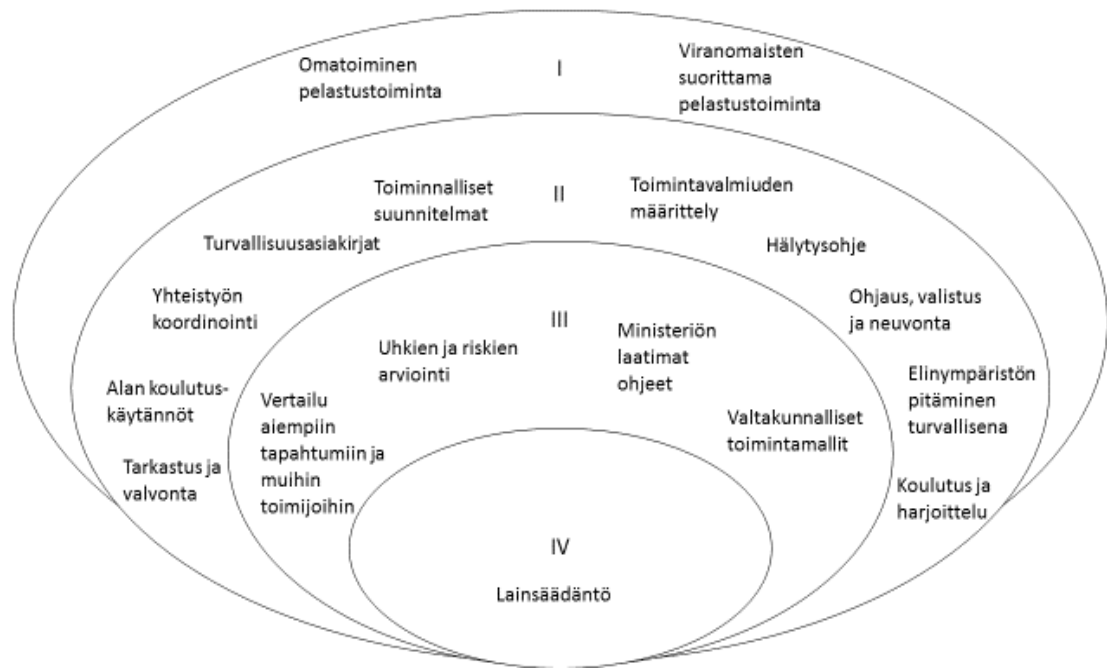 Omatoiminen
pelastustoiminta
I
Viranomaisten
suorittama
pelastustoiminta
Toiminnalliset
suunnitelmat
II
Toimintavalmiuden
määrittely
Turvallisuusasiakirjat
Hälytysohje
Yhteistyön
koordinointi
Ohjaus, valistus
ja neuvonta
III
Uhkien ja riskien
arviointi
Ministeriön
laatimat
ohjeet
Alan koulutus-
käytännöt
Elinympäristön
pitäminen
turvallisena
Vertailu
aiempiin
tapahtumiin ja
muihin
toimijoihin
Valtakunnalliset
toimintamallit
Tarkastus ja
valvonta
Koulutus ja
harjoittelu
IV
Lainsäädäntö